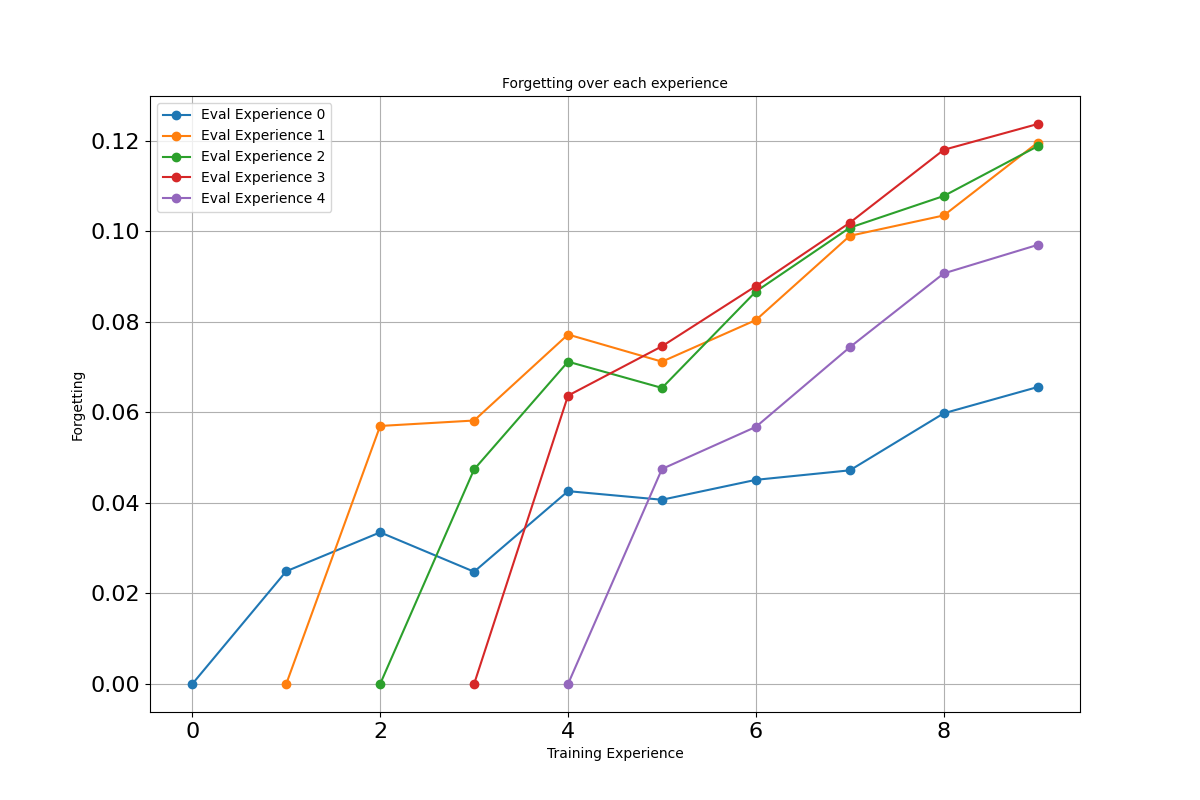 Forgetting over each experience
Eval Experience 0
Eval Experience 1
Eval Experience 2
Eval Experience 3
Eval Experience 4
0.12
0.10
0.08
0.06
0.04
0.02
0.00
Forgetting
0 2 4 6 8
Training Experience